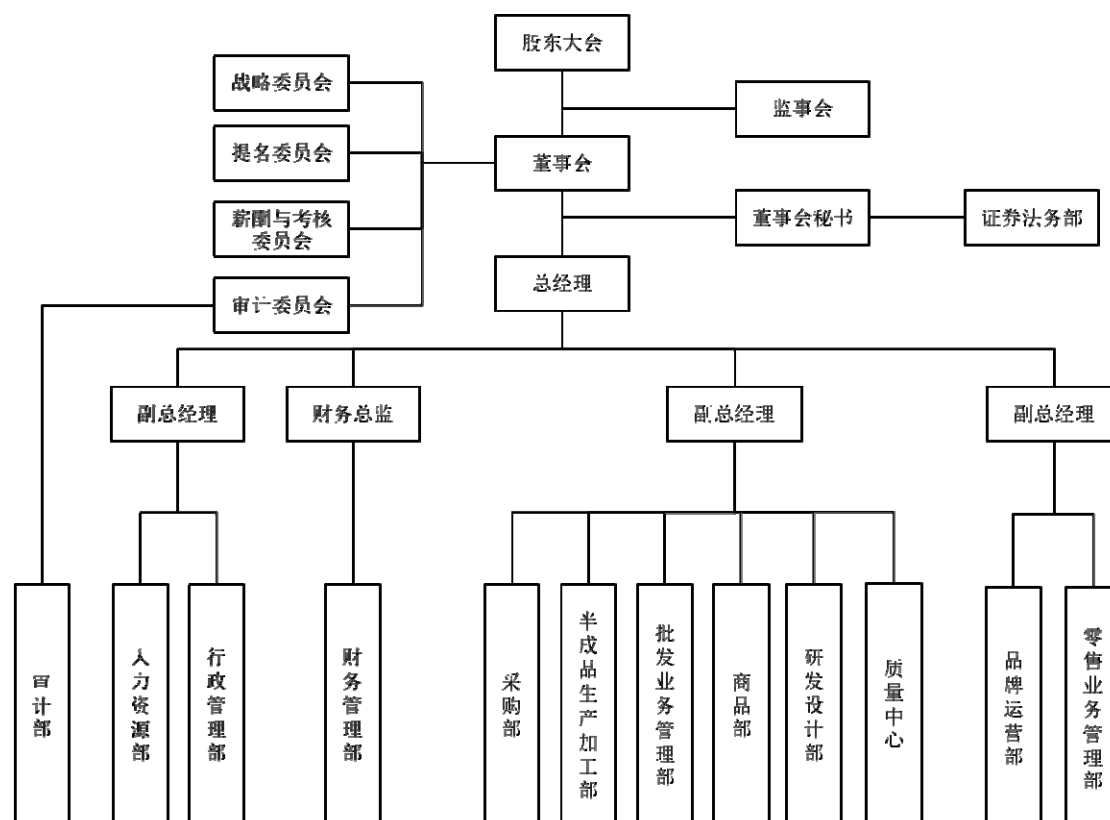 股东大会
战略委员会
监事会
提名委员会
董事会
薪酬与考核
委员会
董事会秘书
证券法务部
总经理
审计委员会
副总经理
财务总监
副总经理
副总经理
审计部
人力资源部
行政管理部
财务管理部
采购部
半成品生产加工部
批发业务管理部
商品部
研发设计部
质量中心
品牌运营部
零售业务管理部